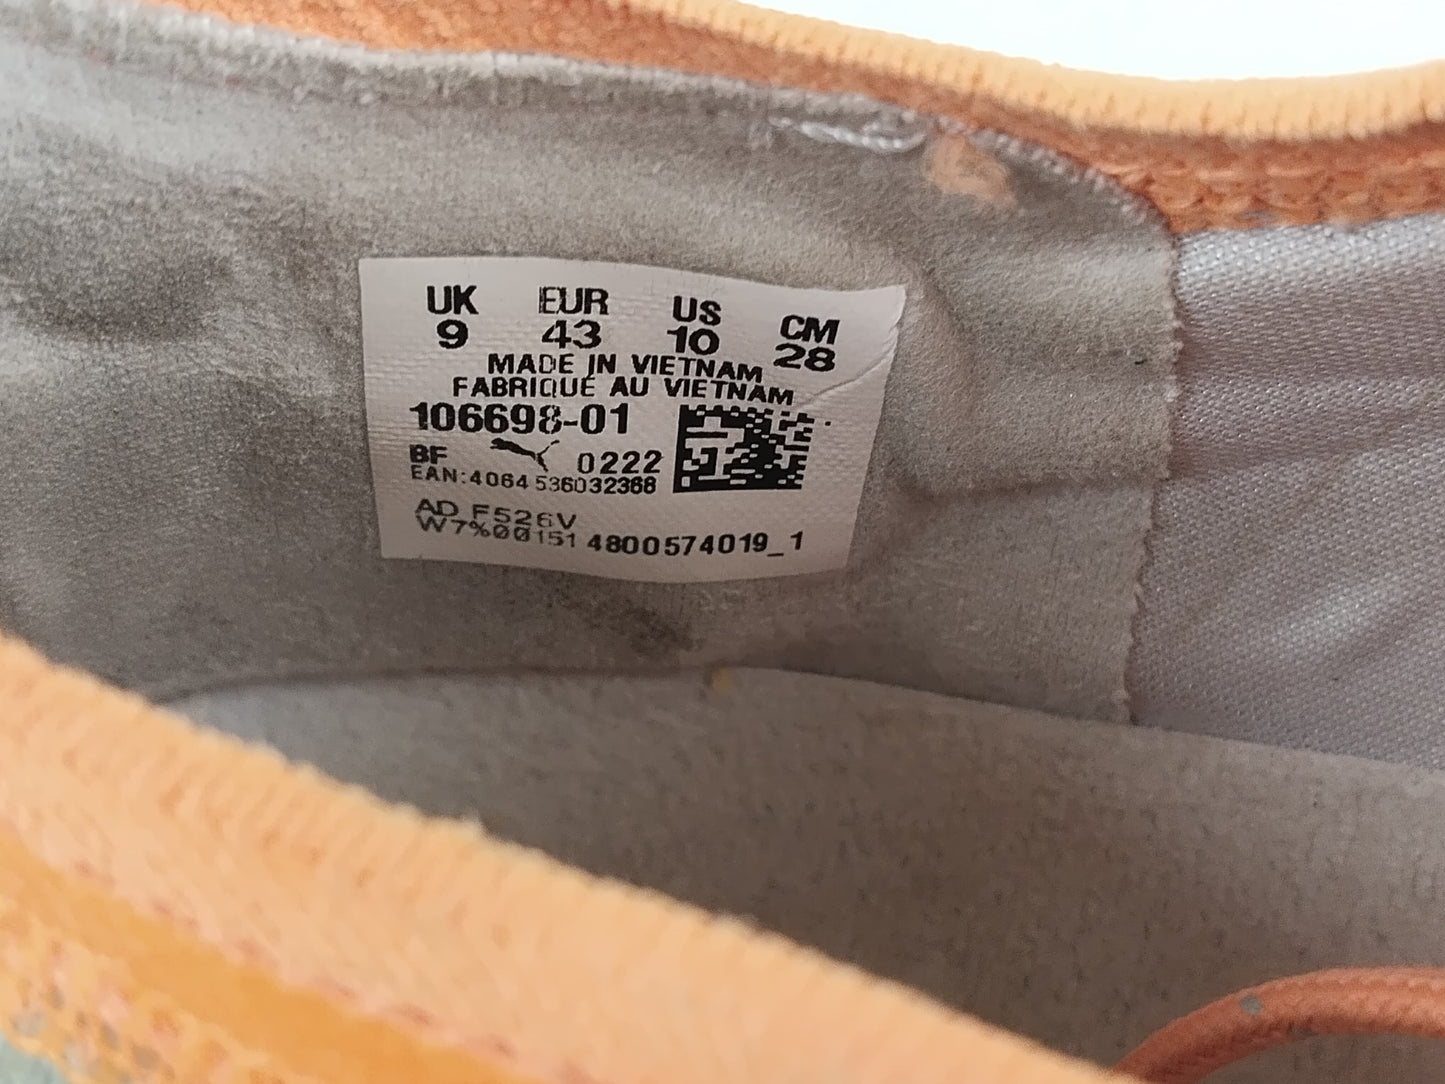 UK EUR US CM
9 43 10 28
MADE IN VIETNAM
FABRIQUÉ AU VIETNAM
106698-01
BF 0222
EAN:4064536032368
AD F526V
W7%00151 4800574019_1